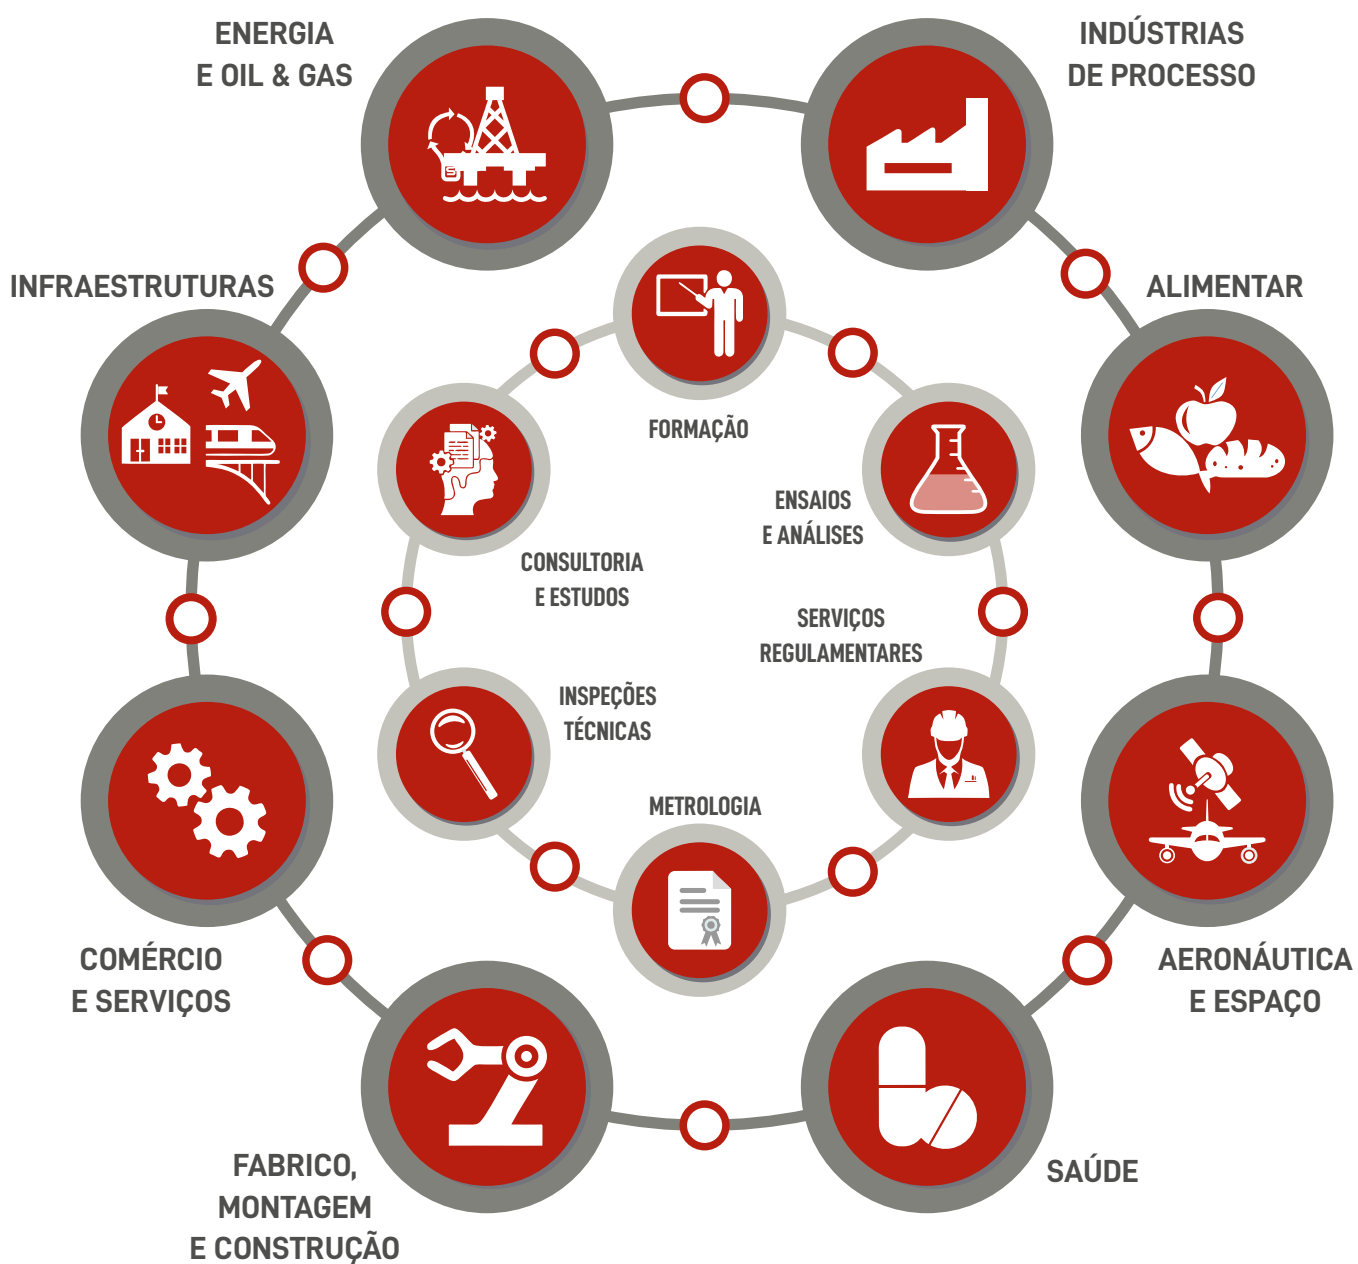 ENERGIA
E OIL & GAS
INDÚSTRIAS
DE PROCESSO
INFRAESTRUTURAS
ALIMENTAR
FORMAÇÃO
ENSAIOS
E ANÁLISES
CONSULTORIA
E ESTUDOS
SERVIÇOS
REGULAMENTARES
INSPEÇÕES
TÉCNICAS
METROLOGIA
COMÉRCIO
E SERVIÇOS
AERONÁUTICA
E ESPAÇO
FABRICO,
MONTAGEM
E CONSTRUÇÃO
SAÚDE